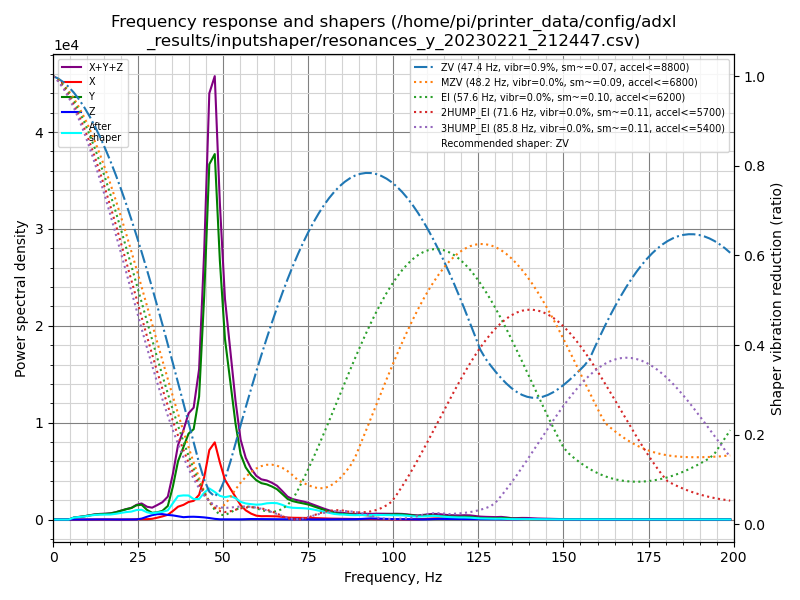 Frequency response and shapers (/home/pi/printer_data/config/adxl
_results/inputshaper/resonances_y_20230221_212447.csv)
1e4
X+Y+Z
X
Y
Z
After
shaper
ZV (47.4 Hz, vibr=0.9%, sm~=0.07, accel<=8800)
MZV (48.2 Hz, vibr=0.0%, sm~=0.09, accel<=6800)
EI (57.6 Hz, vibr=0.0%, sm~=0.10, accel<=6200)
2HUMP_EI (71.6 Hz, vibr=0.0%, sm~=0.11, accel<=5700)
3HUMP_EI (85.8 Hz, vibr=0.0%, sm~=0.11, accel<=5400)
Recommended shaper: ZV
4
3
2
1
0
Power spectral density
1.0
0.8
0.6
0.4
0.2
0.0
Shaper vibration reduction (ratio)
0 25 50 75 100 125 150 175 200
Frequency, Hz